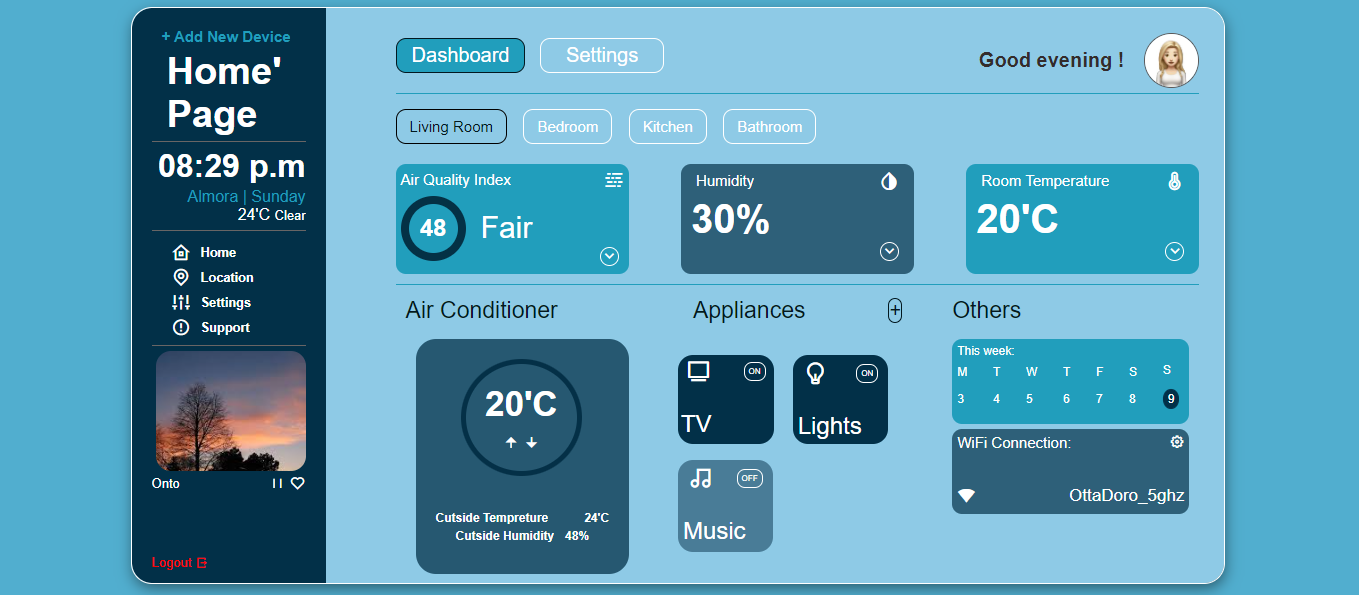 + Add New Device
Home'
Page
08:29 p.m
Almora | Sunday
24'C Clear
Home
Location
Settings
Support
Onto
Logout
Dashboard Settings
Good evening !
Living Room Bedroom Kitchen Bathroom
Air Quality Index
48 Fair
Humidity
30%
Room Temperature
20'C
Air Conditioner
20'C
Cutside Tempreture 24'C
Cutside Humidity 48%
Appliances +
ON
TV
ON
Lights
OFF
Music
Others
This week:
M T W T F S S
3 4 5 6 7 8 9
WiFi Connection:
OttaDoro_5ghz